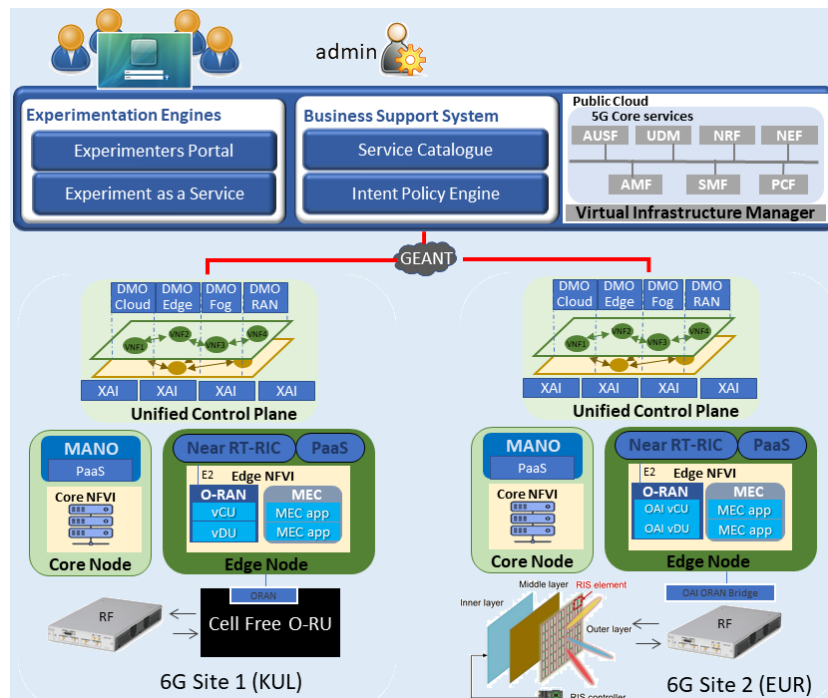 admin
Experimentation Engines
Experimenters Portal
Experiment as a Service
Business Support System
Service Catalogue
Intent Policy Engine
Public Cloud
5G Core services
AUSF UDM NRF NEF
AMF SMF PCF
Virtual Infrastructure Manager
GEANT
DMO Cloud DMO Edge DMO Fog DMO RAN
VNF1 VNF2 VNF3 VNF4
XAI XAI XAI XAI
Unified Control Plane
MANO
PaaS
Core NFVI
Core Node
Near RT-RIC PaaS
E2 Edge NFVI
O-RAN MEC
vCU MEC app
vDU MEC app
Edge Node
ORAN
RF
Cell Free O-RU
6G Site 1 (KUL)
DMO Cloud DMO Edge DMO Fog DMO RAN
VNF1 VNF2 VNF3 VNF4
XAI XAI XAI XAI
Unified Control Plane
MANO
PaaS
Core NFVI
Core Node
Near RT-RIC PaaS
E2 Edge NFVI
O-RAN MEC
OAI vCU MEC app
OAI vDU MEC app
Edge Node
OAI ORAN Bridge
Middle layer RIS element
Inner layer
Outer layer
RF
RIS controller
6G Site 2 (EUR)